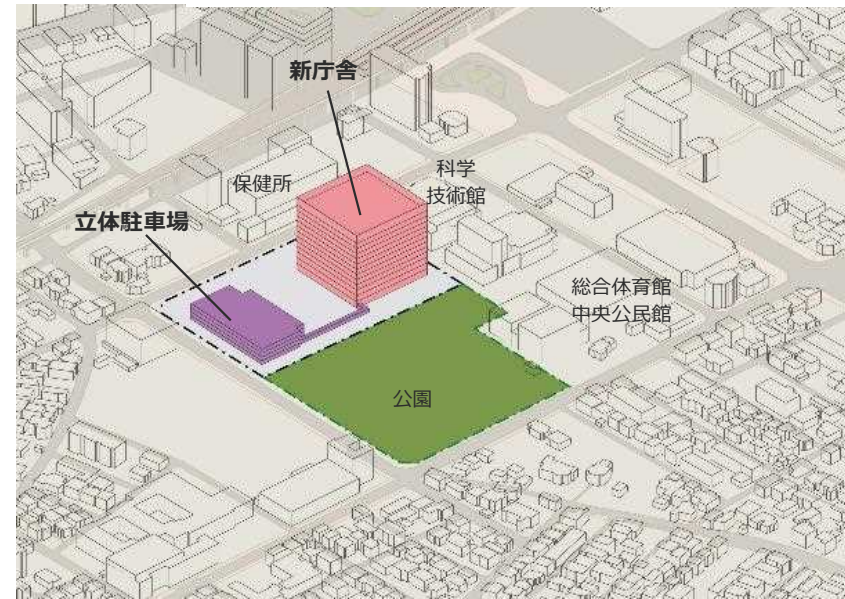 新庁舎
保健所
科学
技術館
立体駐車場
総合体育館
中央公民館
公園